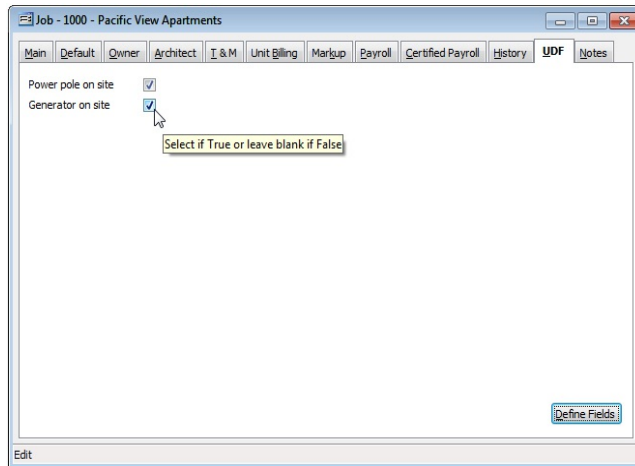 Job - 1000 - Pacific View Apartments
Main Default Owner Architect T & M Unit Billing Markup Payroll Certified Payroll History UDF Notes
Power pole on site
Generator on site
Select if True or leave blank if False
Define Fields
Edit